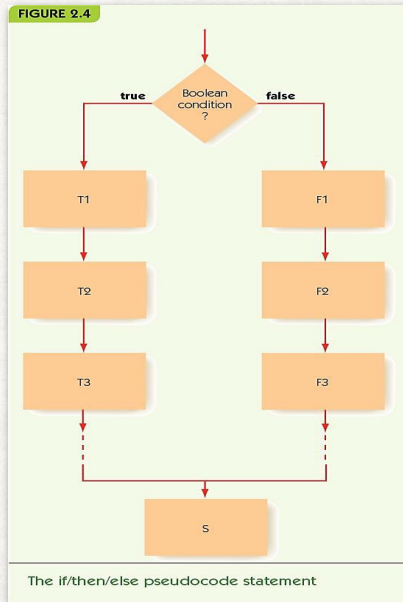 FIGURE 2.4
Boolean
condition
?
true
false
T1
F1
T2
F2
T3
F3
S
The if/then/else pseudocode statement